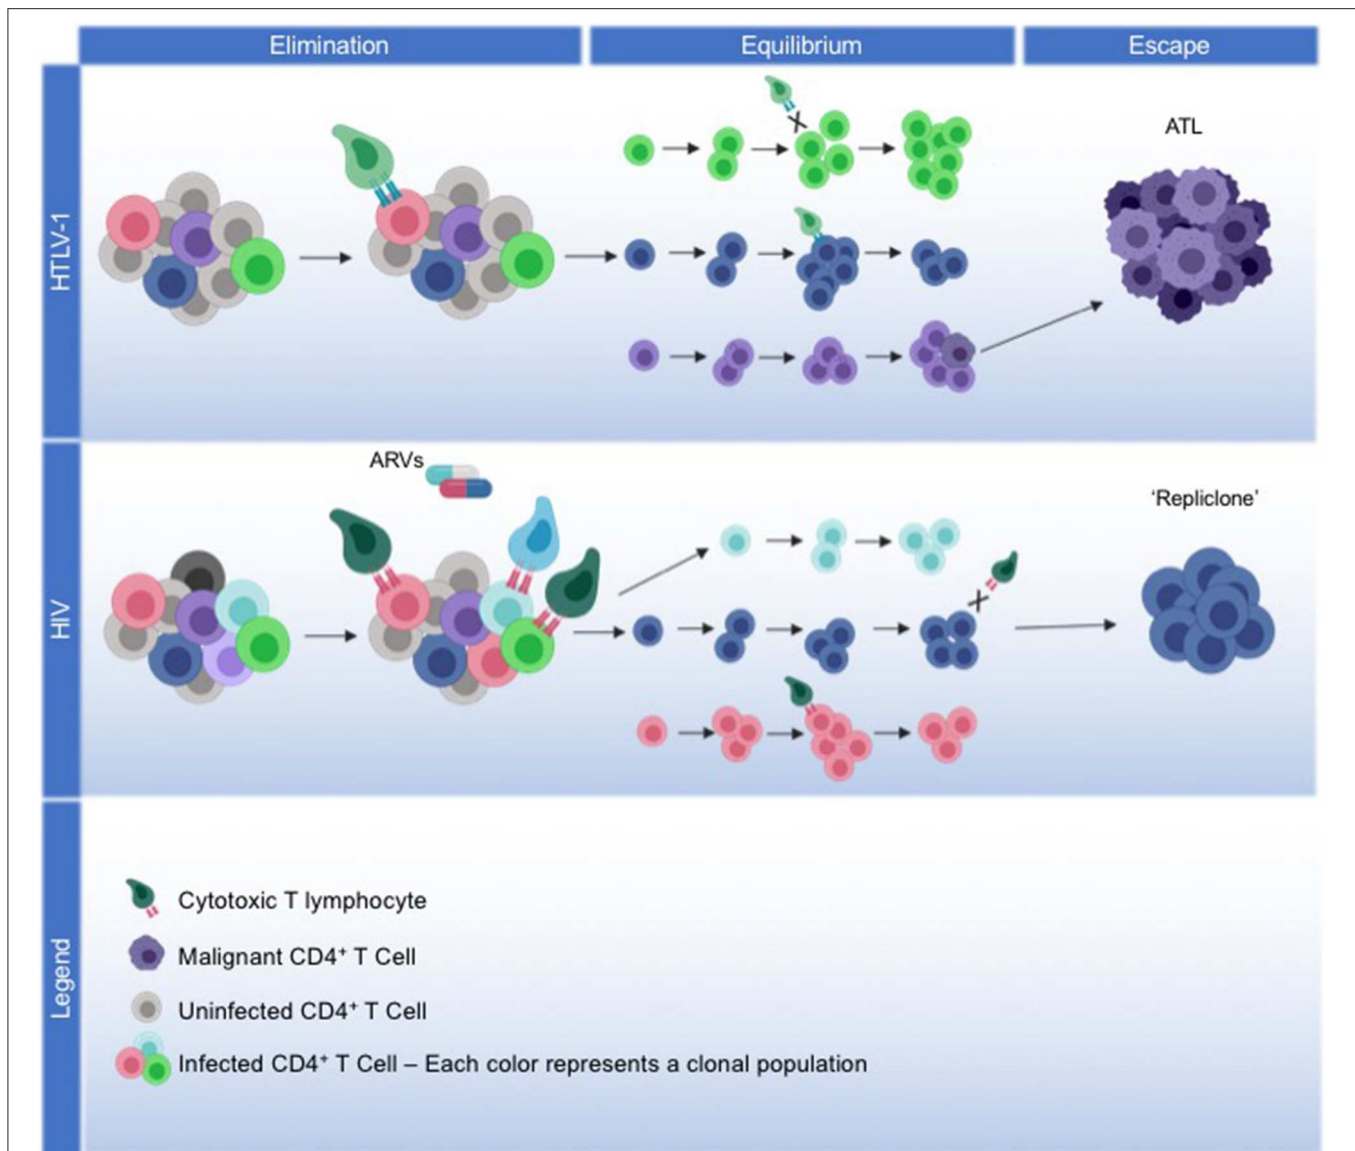 Elimination
Equilibrium
Escape
HTLV-1
ATL
HIV
ARVs
‘Repliclone’
Legend
Cytotoxic T lymphocyte
Malignant CD4⁺ T Cell
Uninfected CD4⁺ T Cell
Infected CD4⁺ T Cell – Each color represents a clonal population